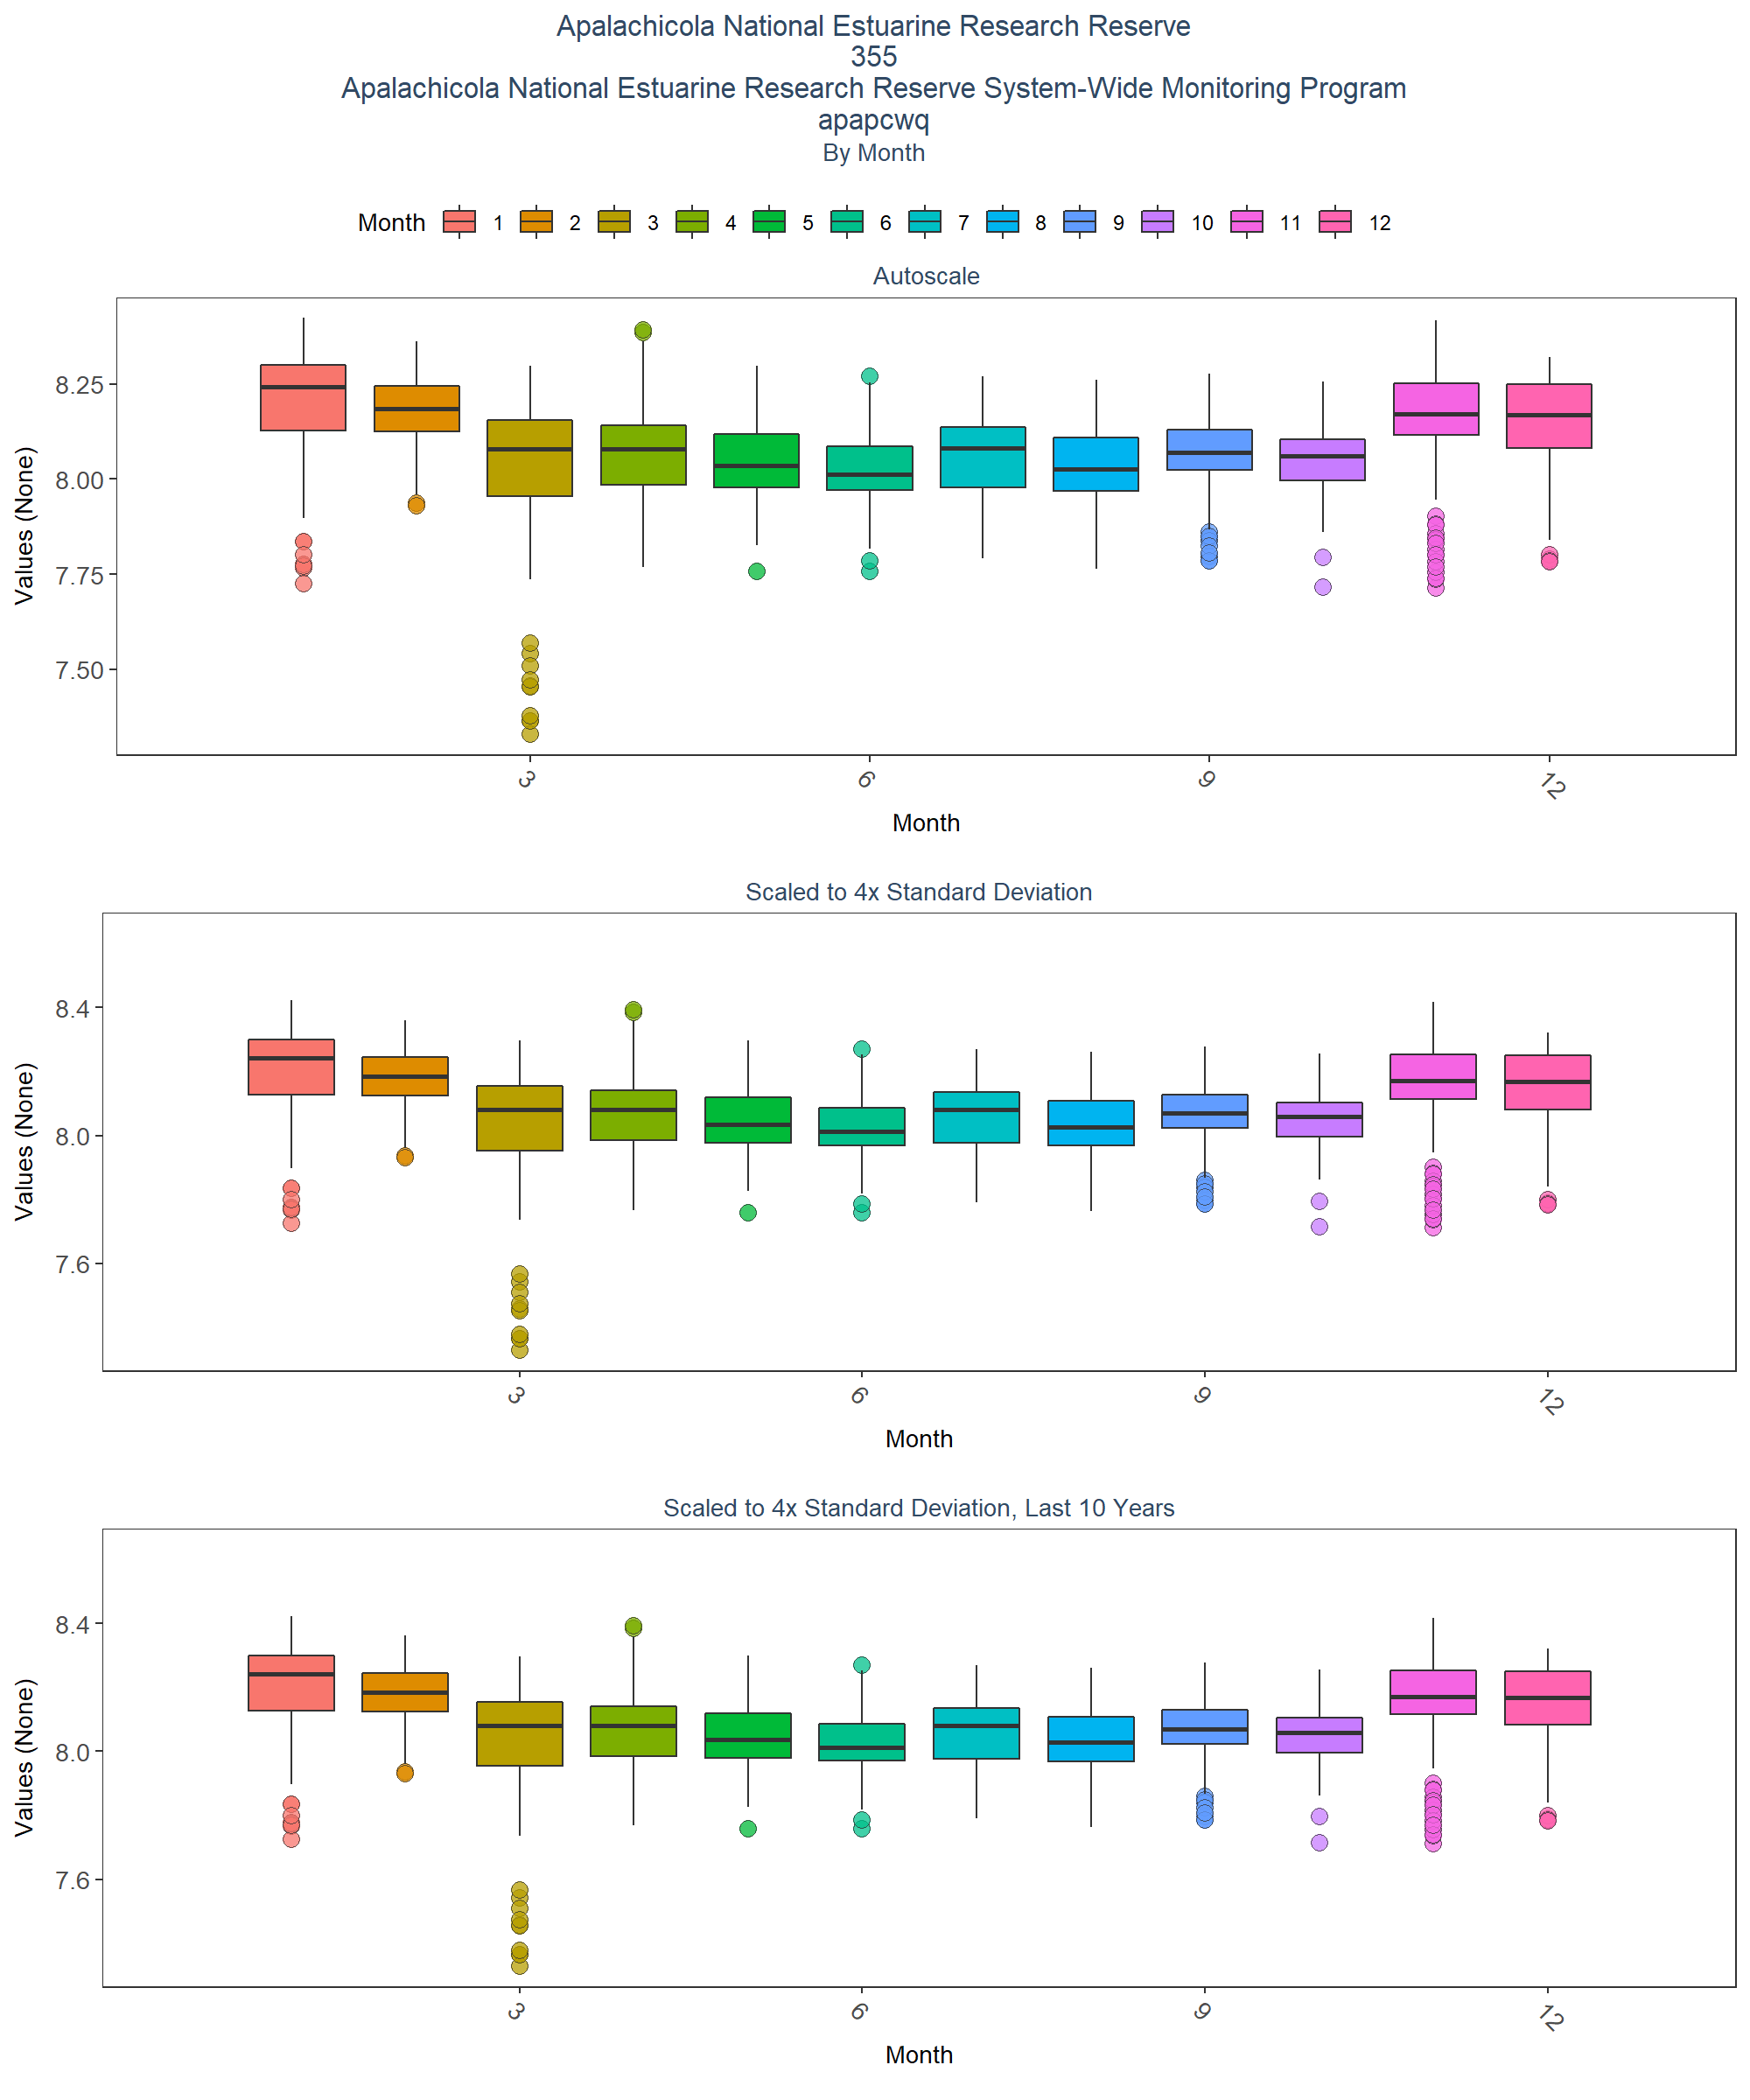 Apalachicola National Estuarine Research Reserve
355
Apalachicola National Estuarine Research Reserve System-Wide Monitoring Program
apapcwq
By Month
Month 1 2 3 4 5 6 7 8 9 10 11 12
Autoscale
Values (None)
8.25
8.00
7.75
7.50
3 6 9 12
Month
Scaled to 4x Standard Deviation
Values (None)
8.4
8.0
7.6
3 6 9 12
Month
Scaled to 4x Standard Deviation, Last 10 Years
Values (None)
8.4
8.0
7.6
3 6 9 12
Month